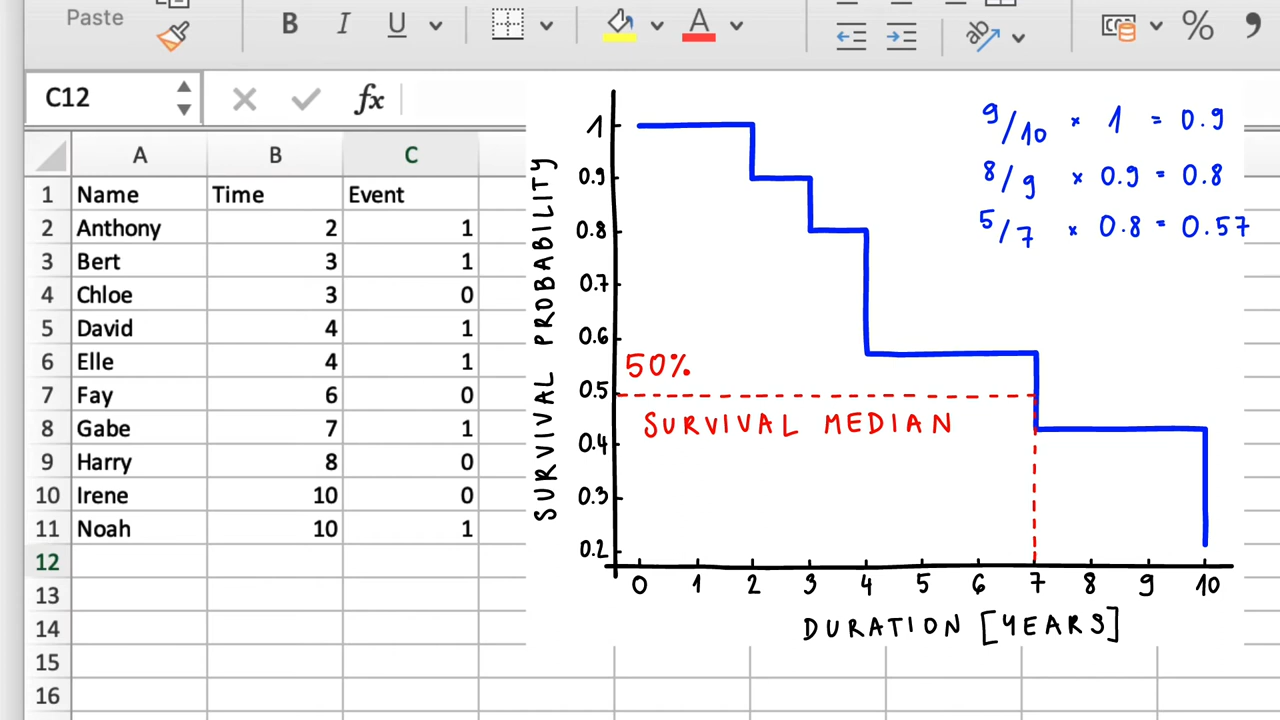 Paste
B I U A %
C12 fx
A B C
1 Name Time Event
2 Anthony 2 1
3 Bert 3 1
4 Chloe 3 0
5 David 4 1
6 Elle 4 1
7 Fay 6 0
8 Gabe 7 1
9 Harry 8 0
10 Irene 10 0
11 Noah 10 1
12
13
14
15
16
SURVIVAL PROBABILITY
1
0.9
0.8
0.7
0.6
0.5
0.4
0.3
0.2
50%
SURVIVAL MEDIAN
9/10 × 1 = 0.9
8/9 × 0.9 = 0.8
5/7 × 0.8 = 0.57
0 1 2 3 4 5 6 7 8 9 10
DURATION [YEARS]